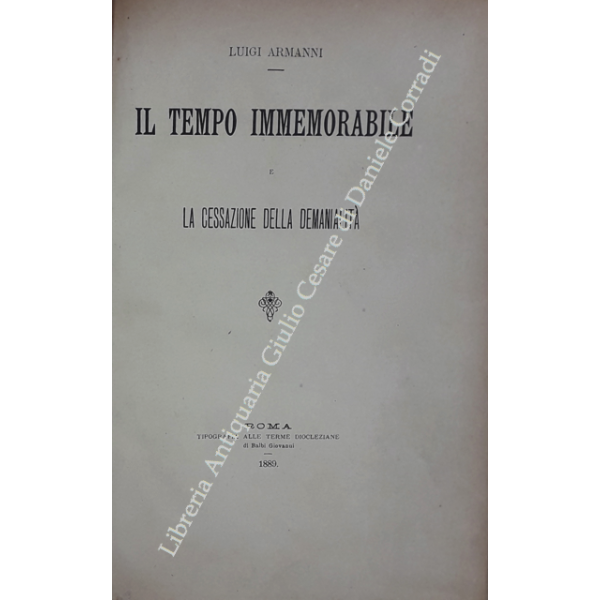 LUIGI ARMANNI
IL TEMPO IMMEMORABILE
E
LA CESSAZIONE DELLA DEMANIALITÀ
ROMA
TIPOGRAFIA ALLE TERME DIOCLEZIANE
di Balbi Giovanni
1889.
Libreria Antiquaria Giulio Cesare di Daniele Corradi